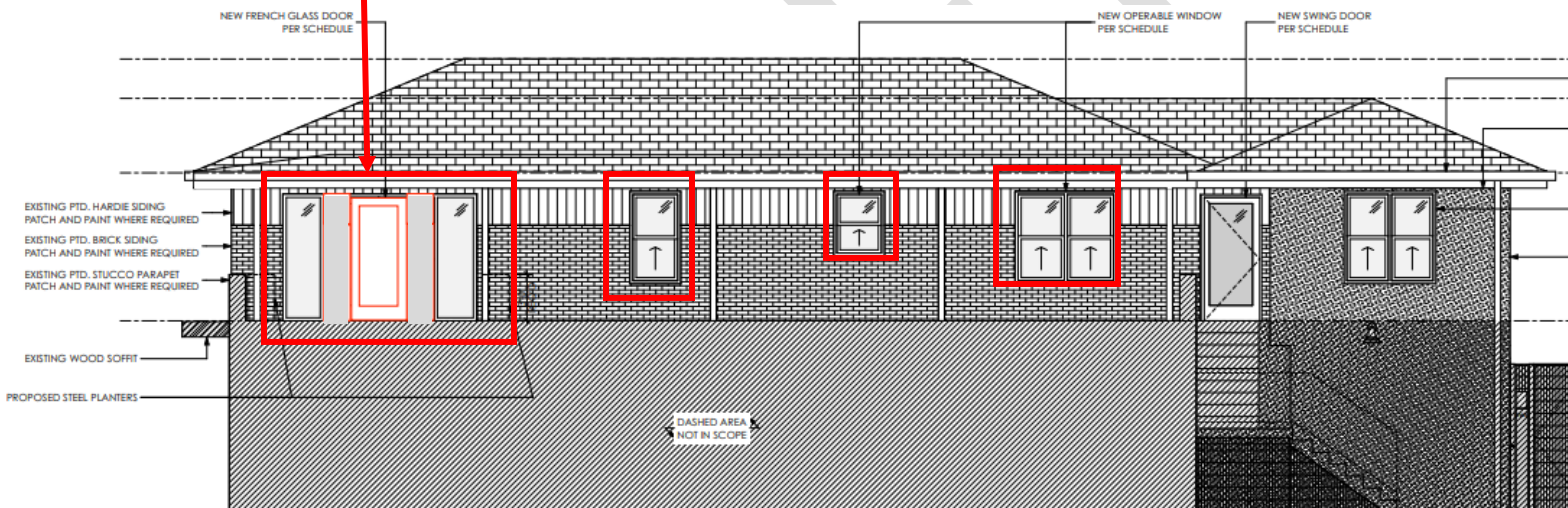 NEW FRENCH GLASS DOOR
PER SCHEDULE
NEW OPERABLE WINDOW
PER SCHEDULE
NEW SWING DOOR
PER SCHEDULE
EXISTING PTD. HARDIE SIDING
PATCH AND PAINT WHERE REQUIRED
EXISTING PTD. BRICK SIDING
PATCH AND PAINT WHERE REQUIRED
EXISTING PTD. STUCCO PARAPET
PATCH AND PAINT WHERE REQUIRED
EXISTING WOOD SOFFIT
PROPOSED STEEL PLANTERS
DASHED AREA
NOT IN SCOPE